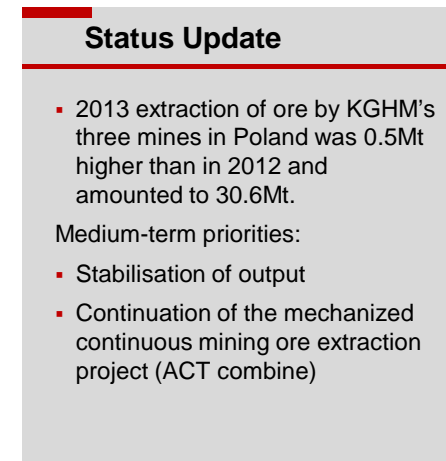 Status Update
▪ 2013 extraction of ore by KGHM's
three mines in Poland was 0.5Mt
higher than in 2012 and
amounted to 30.6Mt.
Medium-term priorities:
▪ Stabilisation of output
▪ Continuation of the mechanized
continuous mining ore extraction
project (ACT combine)